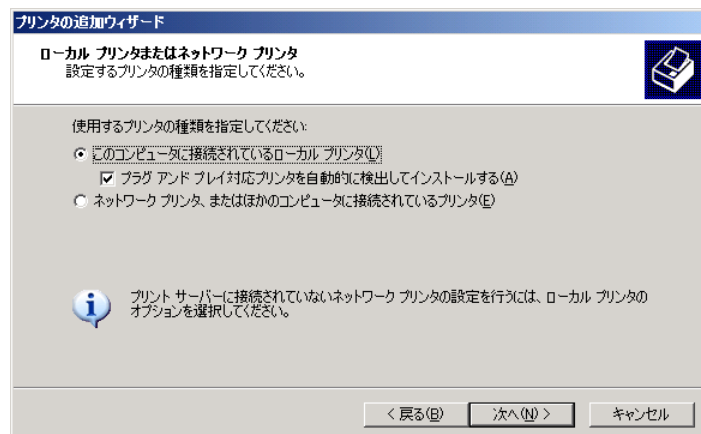 プリンタの追加ウィザード
ローカル プリンタまたはネットワーク プリンタ
設定するプリンタの種類を指定してください。
使用するプリンタの種類を指定してください:
このコンピュータに接続されているローカル プリンタ(L)
プラグ アンド プレイ対応プリンタを自動的に検出してインストールする(A)
ネットワーク プリンタ、またはほかのコンピュータに接続されているプリンタ(E)
プリント サーバーに接続されていないネットワーク プリンタの設定を行うには、ローカル プリンタの
オプションを選択してください。
< 戻る(B) 次へ(N) > キャンセル